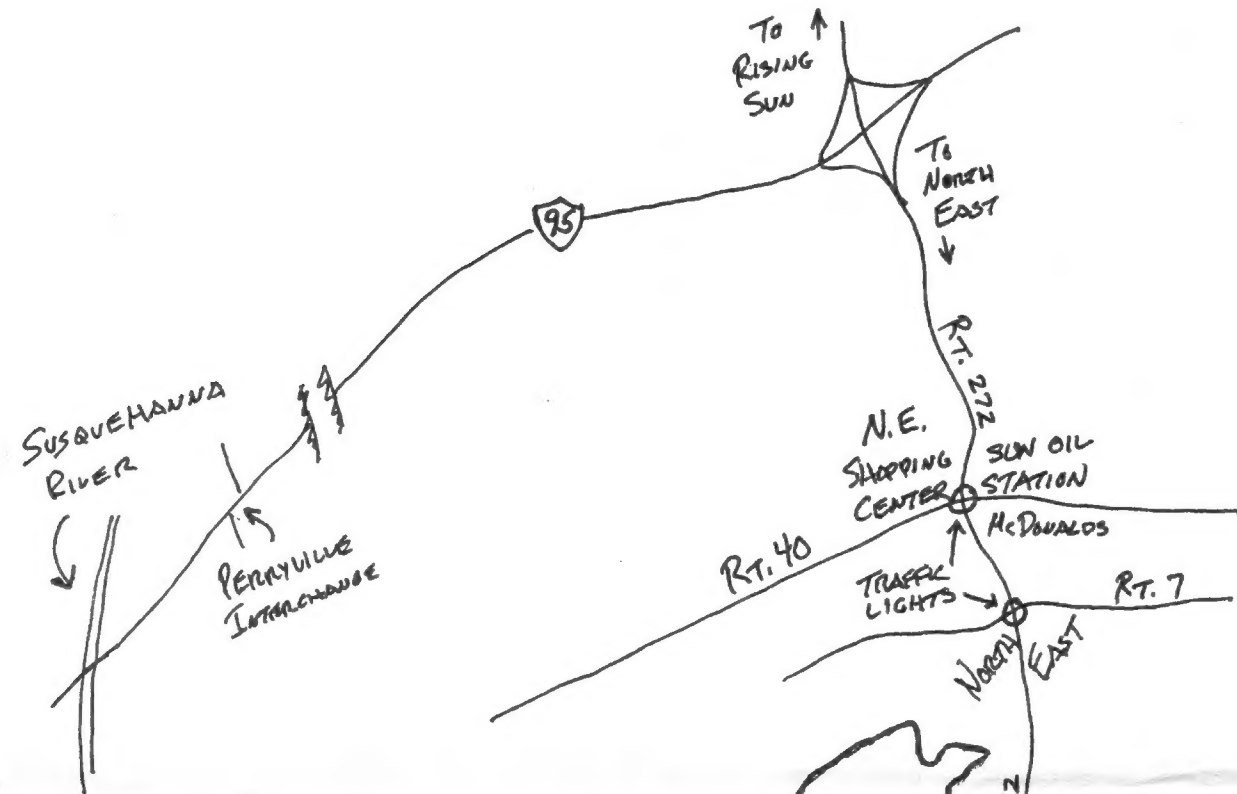 To
RISING
SUN
To
NORTH
EAST
95
RT. 272
SUSQUEHANNA
RIVER
PERRYVILLE
INTERCHANGE
N.E.
SHOPPING
CENTER
SUN OIL
STATION
McDONALDS
RT. 40
TRAFFIC
LIGHTS
RT. 7
NORTH EAST
N